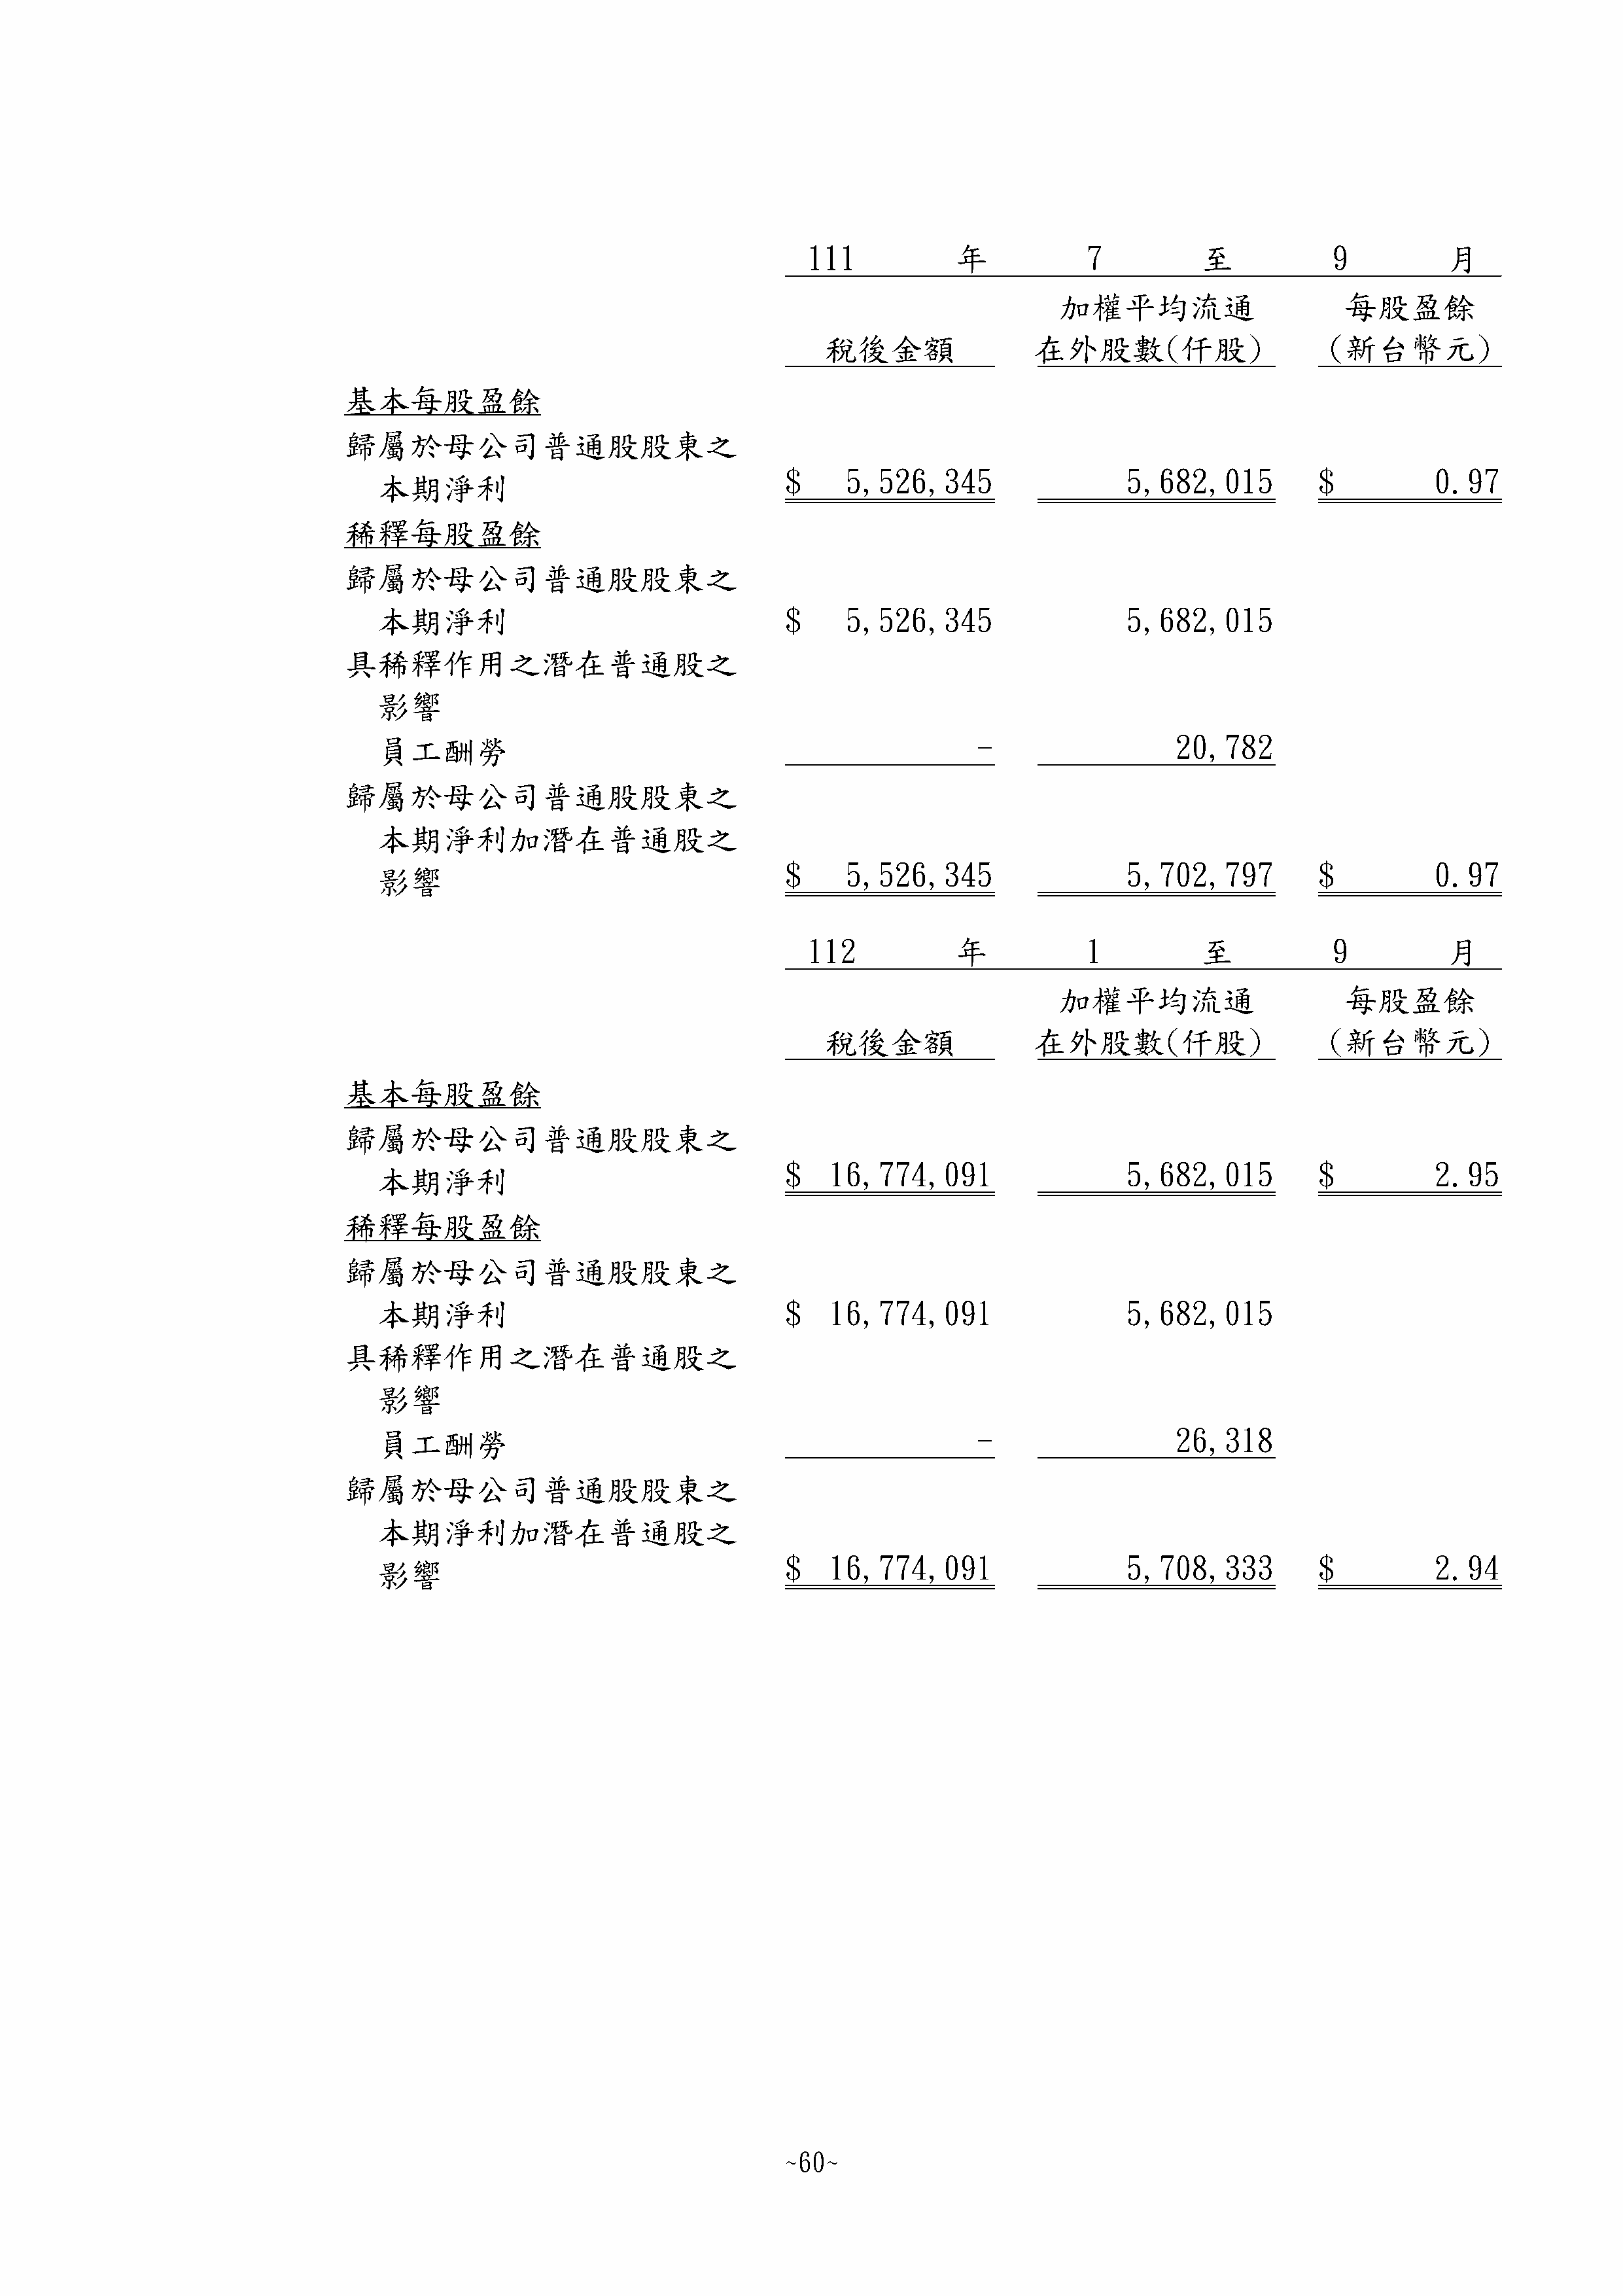 111 年 7 至 9 月
加權平均流通 每股盈餘
稅後金額 在外股數(仟股) (新台幣元)
基本每股盈餘
歸屬於母公司普通股股東之
本期淨利 $ 5,526,345 5,682,015 $ 0.97
稀釋每股盈餘
歸屬於母公司普通股股東之
本期淨利 $ 5,526,345 5,682,015
具稀釋作用之潛在普通股之
影響
員工酬勞 - 20,782
歸屬於母公司普通股股東之
本期淨利加潛在普通股之
影響 $ 5,526,345 5,702,797 $ 0.97
112 年 1 至 9 月
加權平均流通 每股盈餘
稅後金額 在外股數(仟股) (新台幣元)
基本每股盈餘
歸屬於母公司普通股股東之
本期淨利 $ 16,774,091 5,682,015 $ 2.95
稀釋每股盈餘
歸屬於母公司普通股股東之
本期淨利 $ 16,774,091 5,682,015
具稀釋作用之潛在普通股之
影響
員工酬勞 - 26,318
歸屬於母公司普通股股東之
本期淨利加潛在普通股之
影響 $ 16,774,091 5,708,333 $ 2.94
~60~